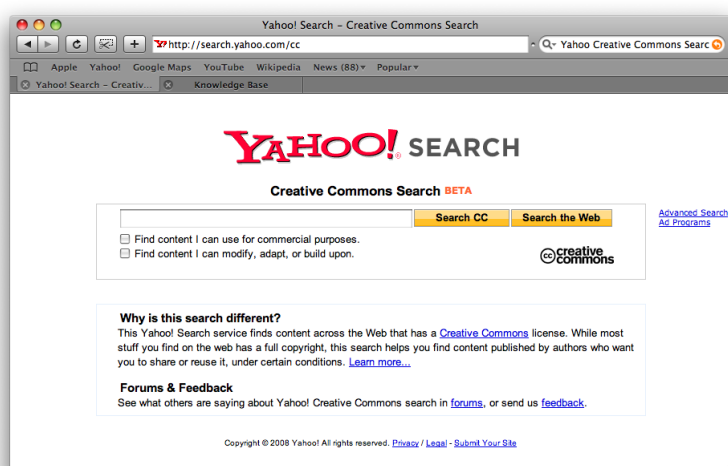 Yahoo! Search – Creative Commons Search
http://search.yahoo.com/cc
Yahoo Creative Commons Searc
Apple Yahoo! Google Maps YouTube Wikipedia News (88) Popular
Yahoo! Search – Creativ... Knowledge Base
YAHOO! SEARCH
Creative Commons Search BETA
Search CC Search the Web
Advanced Search
Ad Programs
Find content I can use for commercial purposes.
Find content I can modify, adapt, or build upon.
cc creative commons
Why is this search different?
This Yahoo! Search service finds content across the Web that has a Creative Commons license. While most
stuff you find on the web has a full copyright, this search helps you find content published by authors who want
you to share or reuse it, under certain conditions. Learn more...
Forums & Feedback
See what others are saying about Yahoo! Creative Commons search in forums, or send us feedback.
Copyright © 2008 Yahoo! All rights reserved. Privacy / Legal - Submit Your Site